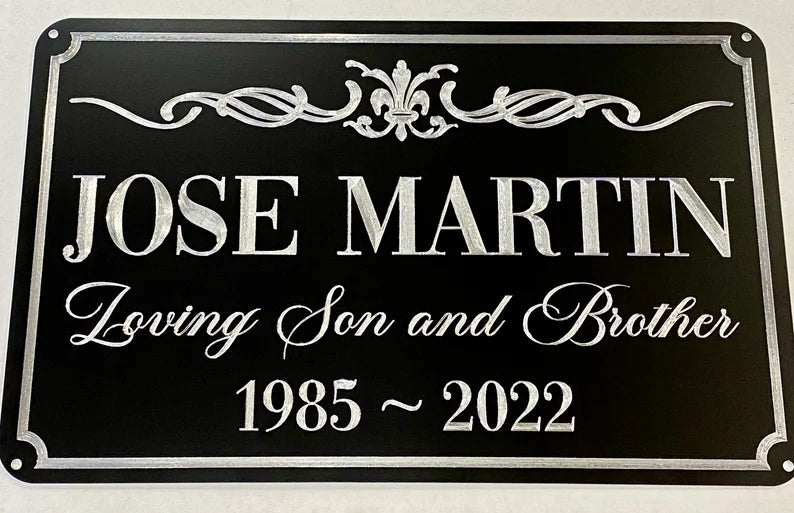 JOSE MARTIN
Loving Son and Brother
1985 ~ 2022